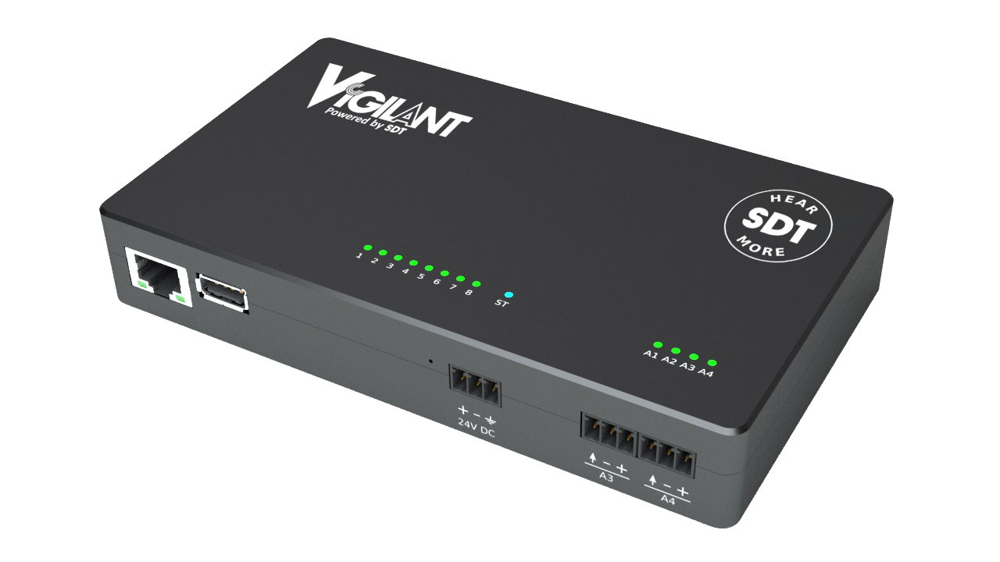 VIGILANT
Powered by SDT
HEAR
SDT
MORE
1 2 3 4 5 6 7 8 ST
A1 A2 A3 A4
+ - ⏚
24V DC
- +
A3
- +
A4